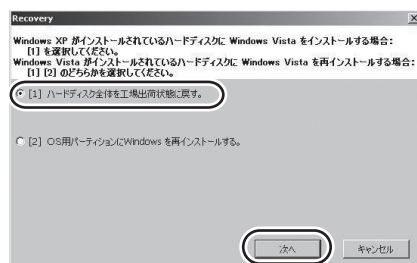 Recovery
Windows XP がインストールされているハードディスクに Windows Vista をインストールする場合:
[1] を選択してください。
Windows Vista がインストールされているハードディスクに Windows Vista を再インストールする場合:
[1] [2] のどちらかを選択してください。
[1] ハードディスク全体を工場出荷状態に戻す。
[2] OS用パーティションにWindows を再インストールする。
次へ
キャンセル